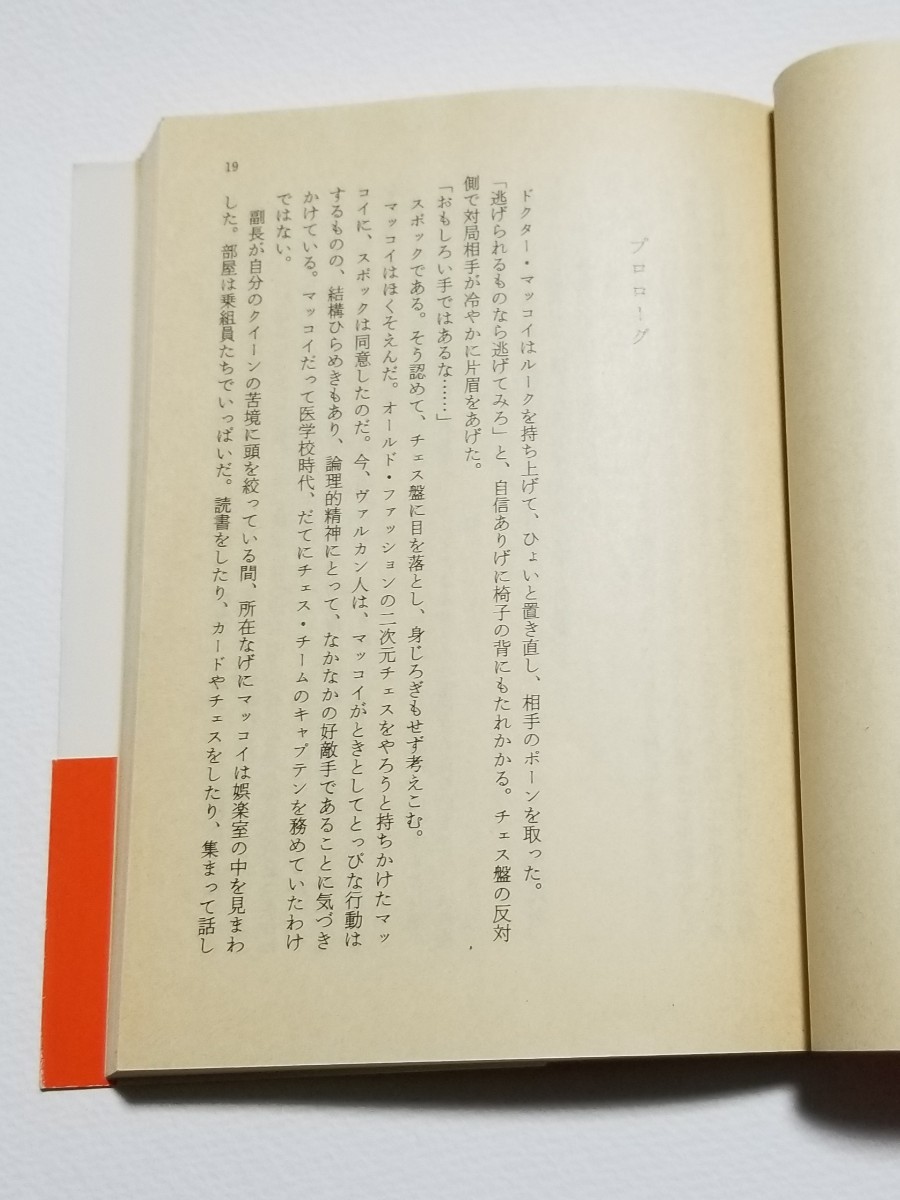 プロローグ
ドクター・マッコイはルークを持ち上げて、ひょいと置き直し、相手のポーンを取った。
「逃げられるものなら逃げてみろ」と、自信ありげに椅子の背にもたれかかる。チェス盤の反対
側で対局相手が冷やかに片眉をあげた。
「おもしろい手ではあるな……」
スポックである。そう認めて、チェス盤に目を落とし、身じろぎもせず考えこむ。
マッコイはほくそえんだ。オールド・ファッションの二次元チェスをやろうと持ちかけたマッ
コイに、スポックは同意したのだ。今、ヴァルカン人は、マッコイがときとしてとっぴな行動は
するものの、結構ひらめきもあり、論理的精神にとって、なかなかの好敵手であることに気づき
かけている。マッコイだって医学校時代、だてにチェス・チームのキャプテンを務めていたわけ
ではない。
副長が自分のクイーンの苦境に頭を絞っている間、所在なげにマッコイは娯楽室の中を見まわ
した。部屋は乗組員たちでいっぱいだ。読書をしたり、カードやチェスをしたり、集まって話し
19